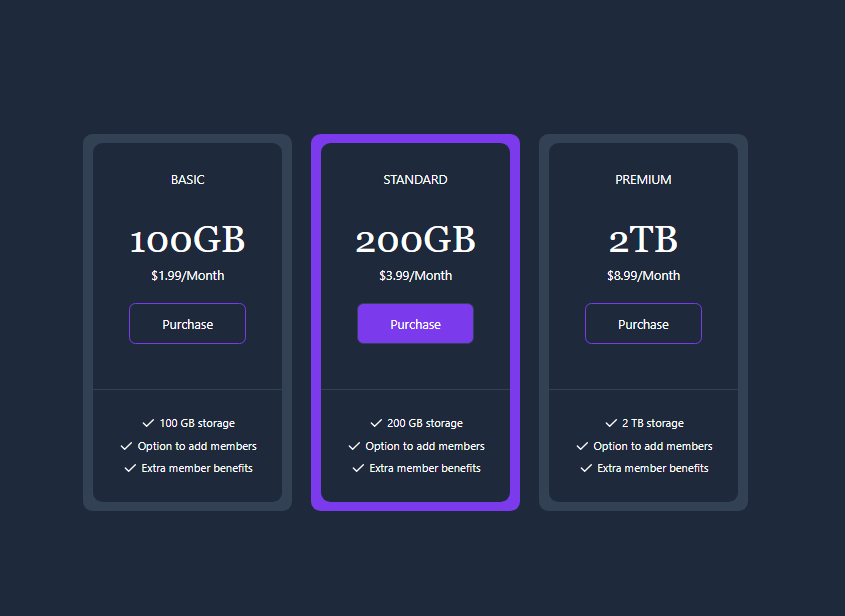 BASIC
100GB
$1.99/Month
Purchase
100 GB storage
Option to add members
Extra member benefits
STANDARD
200GB
$3.99/Month
Purchase
200 GB storage
Option to add members
Extra member benefits
PREMIUM
2TB
$8.99/Month
Purchase
2 TB storage
Option to add members
Extra member benefits